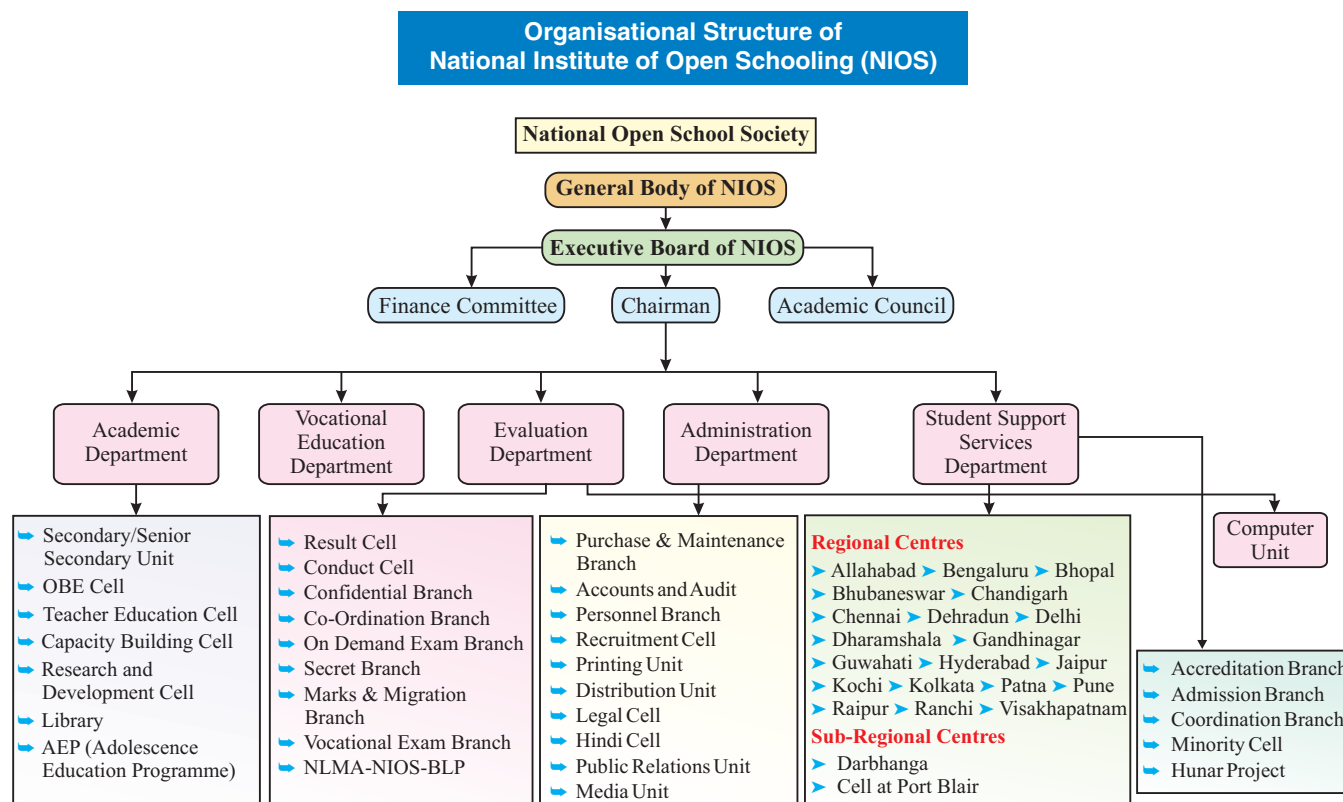 Organisational Structure of
National Institute of Open Schooling (NIOS)
National Open School Society
General Body of NIOS
Executive Board of NIOS
Finance Committee
Chairman
Academic Council
Academic
Department
Vocational
Education
Department
Evaluation
Department
Administration
Department
Student Support
Services
Department
Secondary/Senior
Secondary Unit
OBE Cell
Teacher Education Cell
Capacity Building Cell
Research and
Development Cell
Library
AEP (Adolescence
Education Programme)
Result Cell
Conduct Cell
Confidential Branch
Co-Ordination Branch
On Demand Exam Branch
Secret Branch
Marks & Migration
Branch
Vocational Exam Branch
NLMA-NIOS-BLP
Purchase & Maintenance
Branch
Accounts and Audit
Personnel Branch
Recruitment Cell
Printing Unit
Distribution Unit
Legal Cell
Hindi Cell
Public Relations Unit
Media Unit
Regional Centres
➤ Allahabad ➤ Bengaluru ➤ Bhopal
➤ Bhubaneswar ➤ Chandigarh
➤ Chennai ➤ Dehradun ➤ Delhi
➤ Dharamshala ➤ Gandhinagar
➤ Guwahati ➤ Hyderabad ➤ Jaipur
➤ Kochi ➤ Kolkata ➤ Patna ➤ Pune
➤ Raipur ➤ Ranchi ➤ Visakhapatnam
Sub-Regional Centres
➤ Darbhanga
➤ Cell at Port Blair
Computer
Unit
Accreditation Branch
Admission Branch
Coordination Branch
Minority Cell
Hunar Project